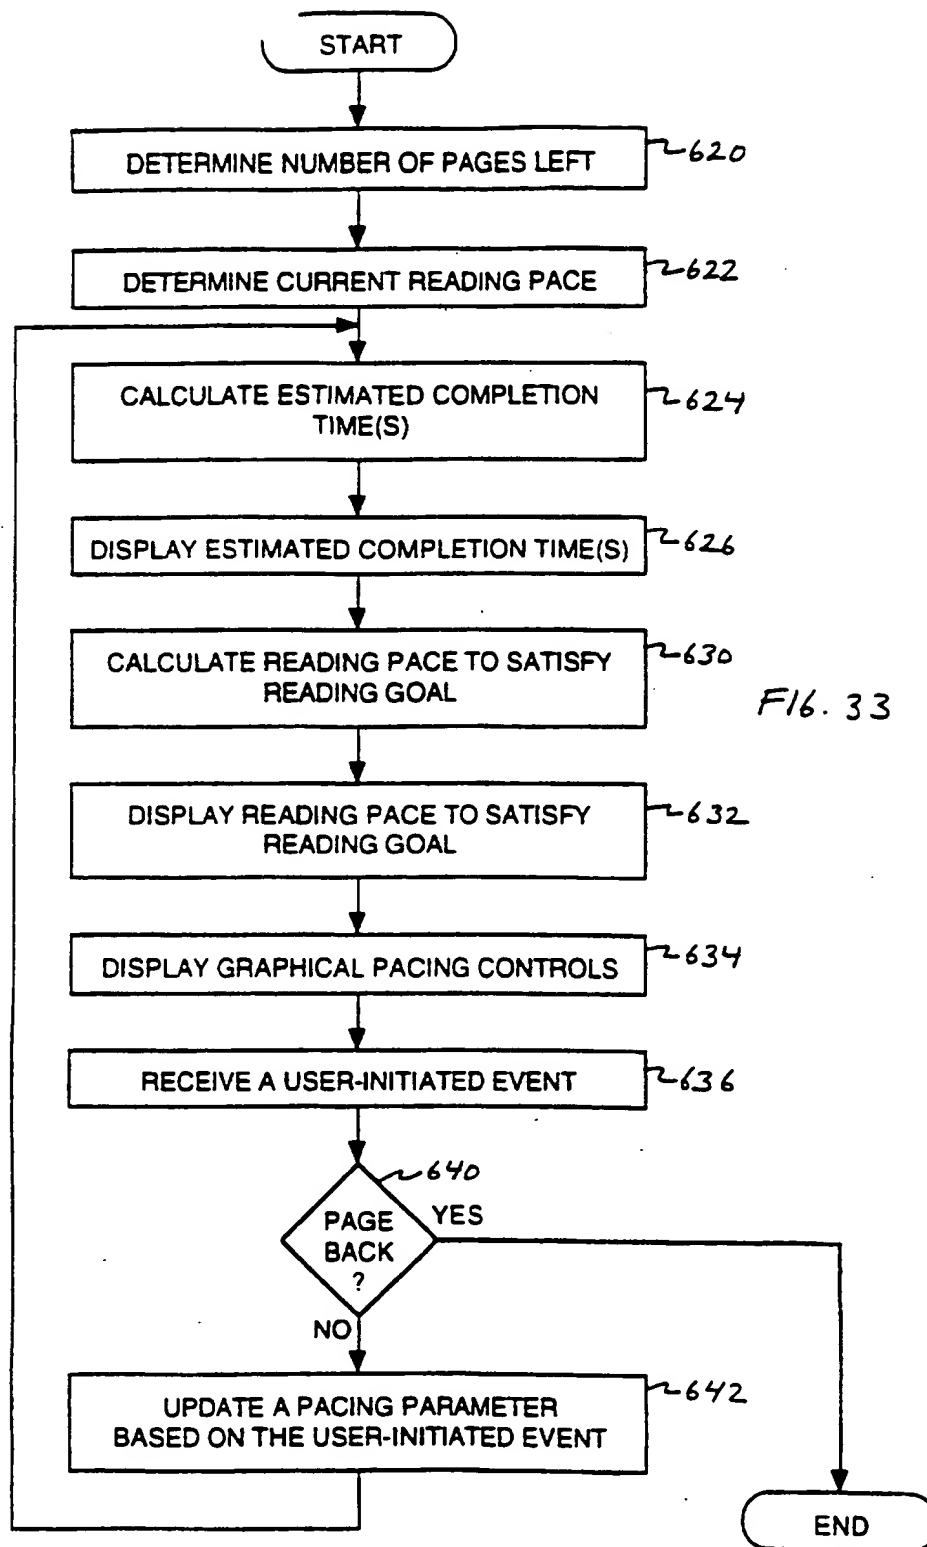 START
DETERMINE NUMBER OF PAGES LEFT
620
DETERMINE CURRENT READING PACE
622
CALCULATE ESTIMATED COMPLETION
TIME(S)
624
DISPLAY ESTIMATED COMPLETION TIME(S)
626
CALCULATE READING PACE TO SATISFY
READING GOAL
630
FIG. 33
DISPLAY READING PACE TO SATISFY
READING GOAL
632
DISPLAY GRAPHICAL PACING CONTROLS
634
RECEIVE A USER-INITIATED EVENT
636
640
PAGE
BACK
?
YES
NO
UPDATE A PACING PARAMETER
BASED ON THE USER-INITIATED EVENT
642
END